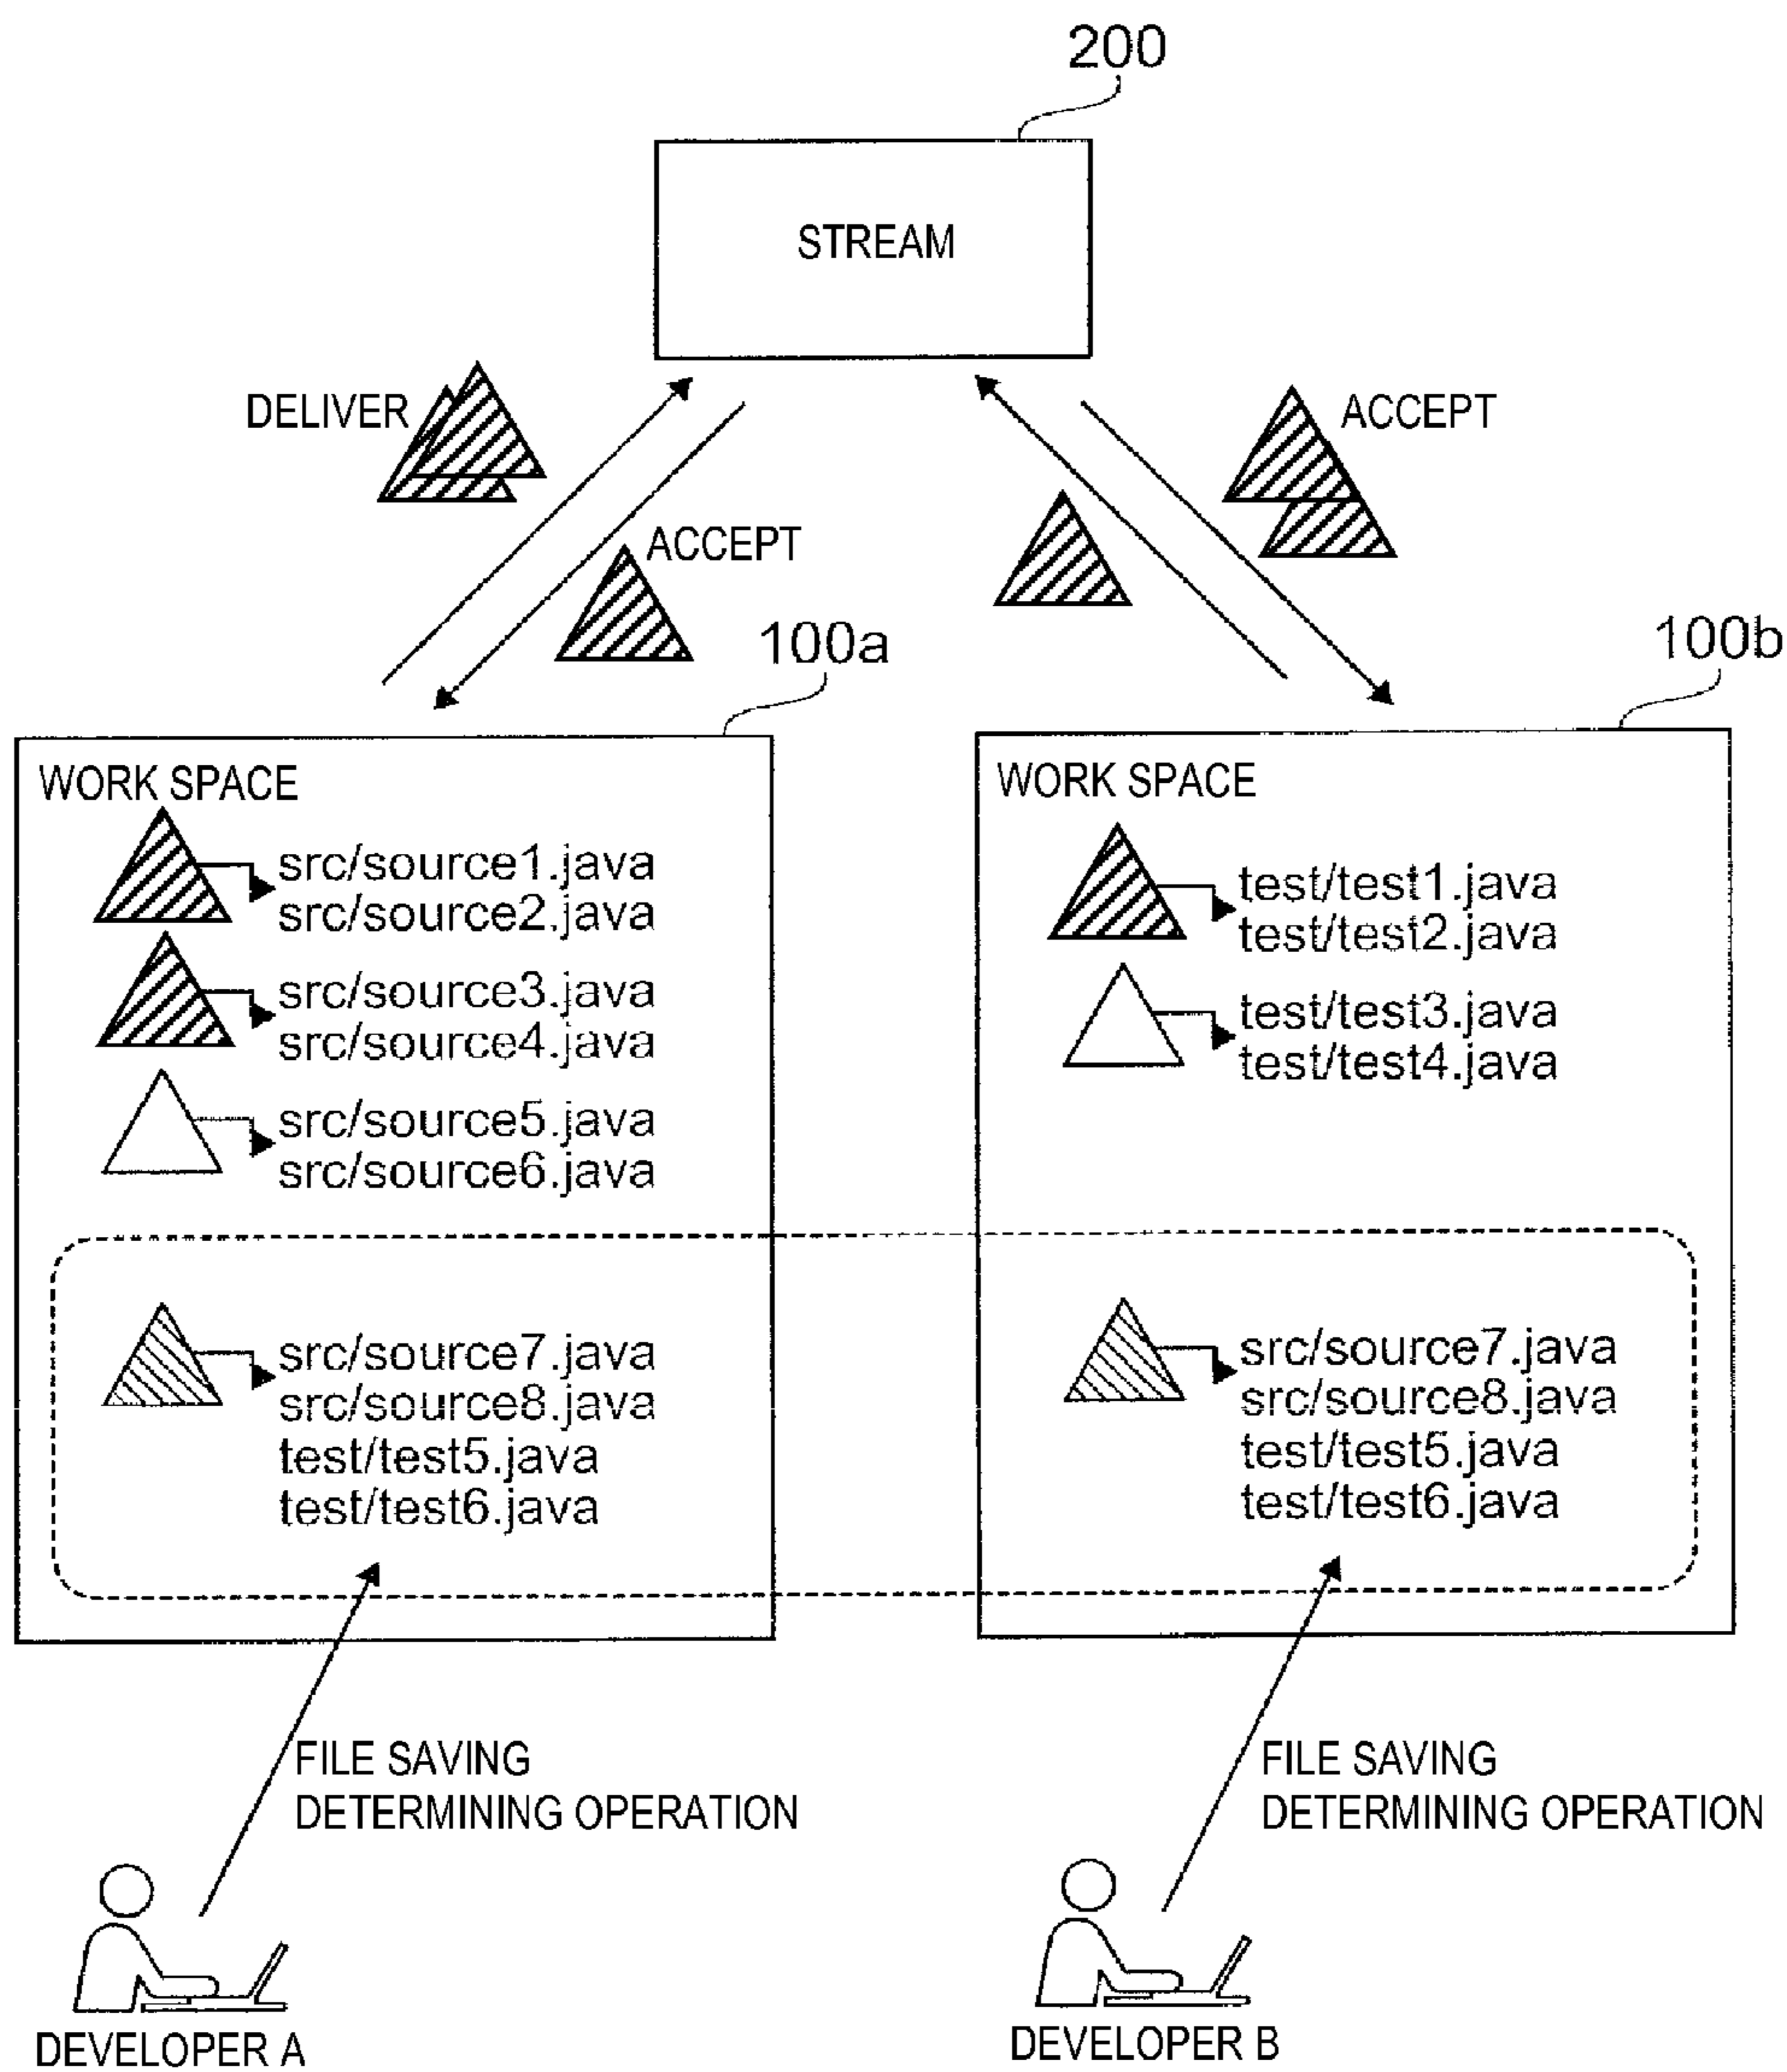 200
STREAM
DELIVER
ACCEPT
ACCEPT
100a
100b
WORK SPACE
src/source1.java
src/source2.java
src/source3.java
src/source4.java
src/source5.java
src/source6.java
src/source7.java
src/source8.java
test/test5.java
test/test6.java
WORK SPACE
test/test1.java
test/test2.java
test/test3.java
test/test4.java
src/source7.java
src/source8.java
test/test5.java
test/test6.java
FILE SAVING
DETERMINING OPERATION
FILE SAVING
DETERMINING OPERATION
DEVELOPER A
DEVELOPER B